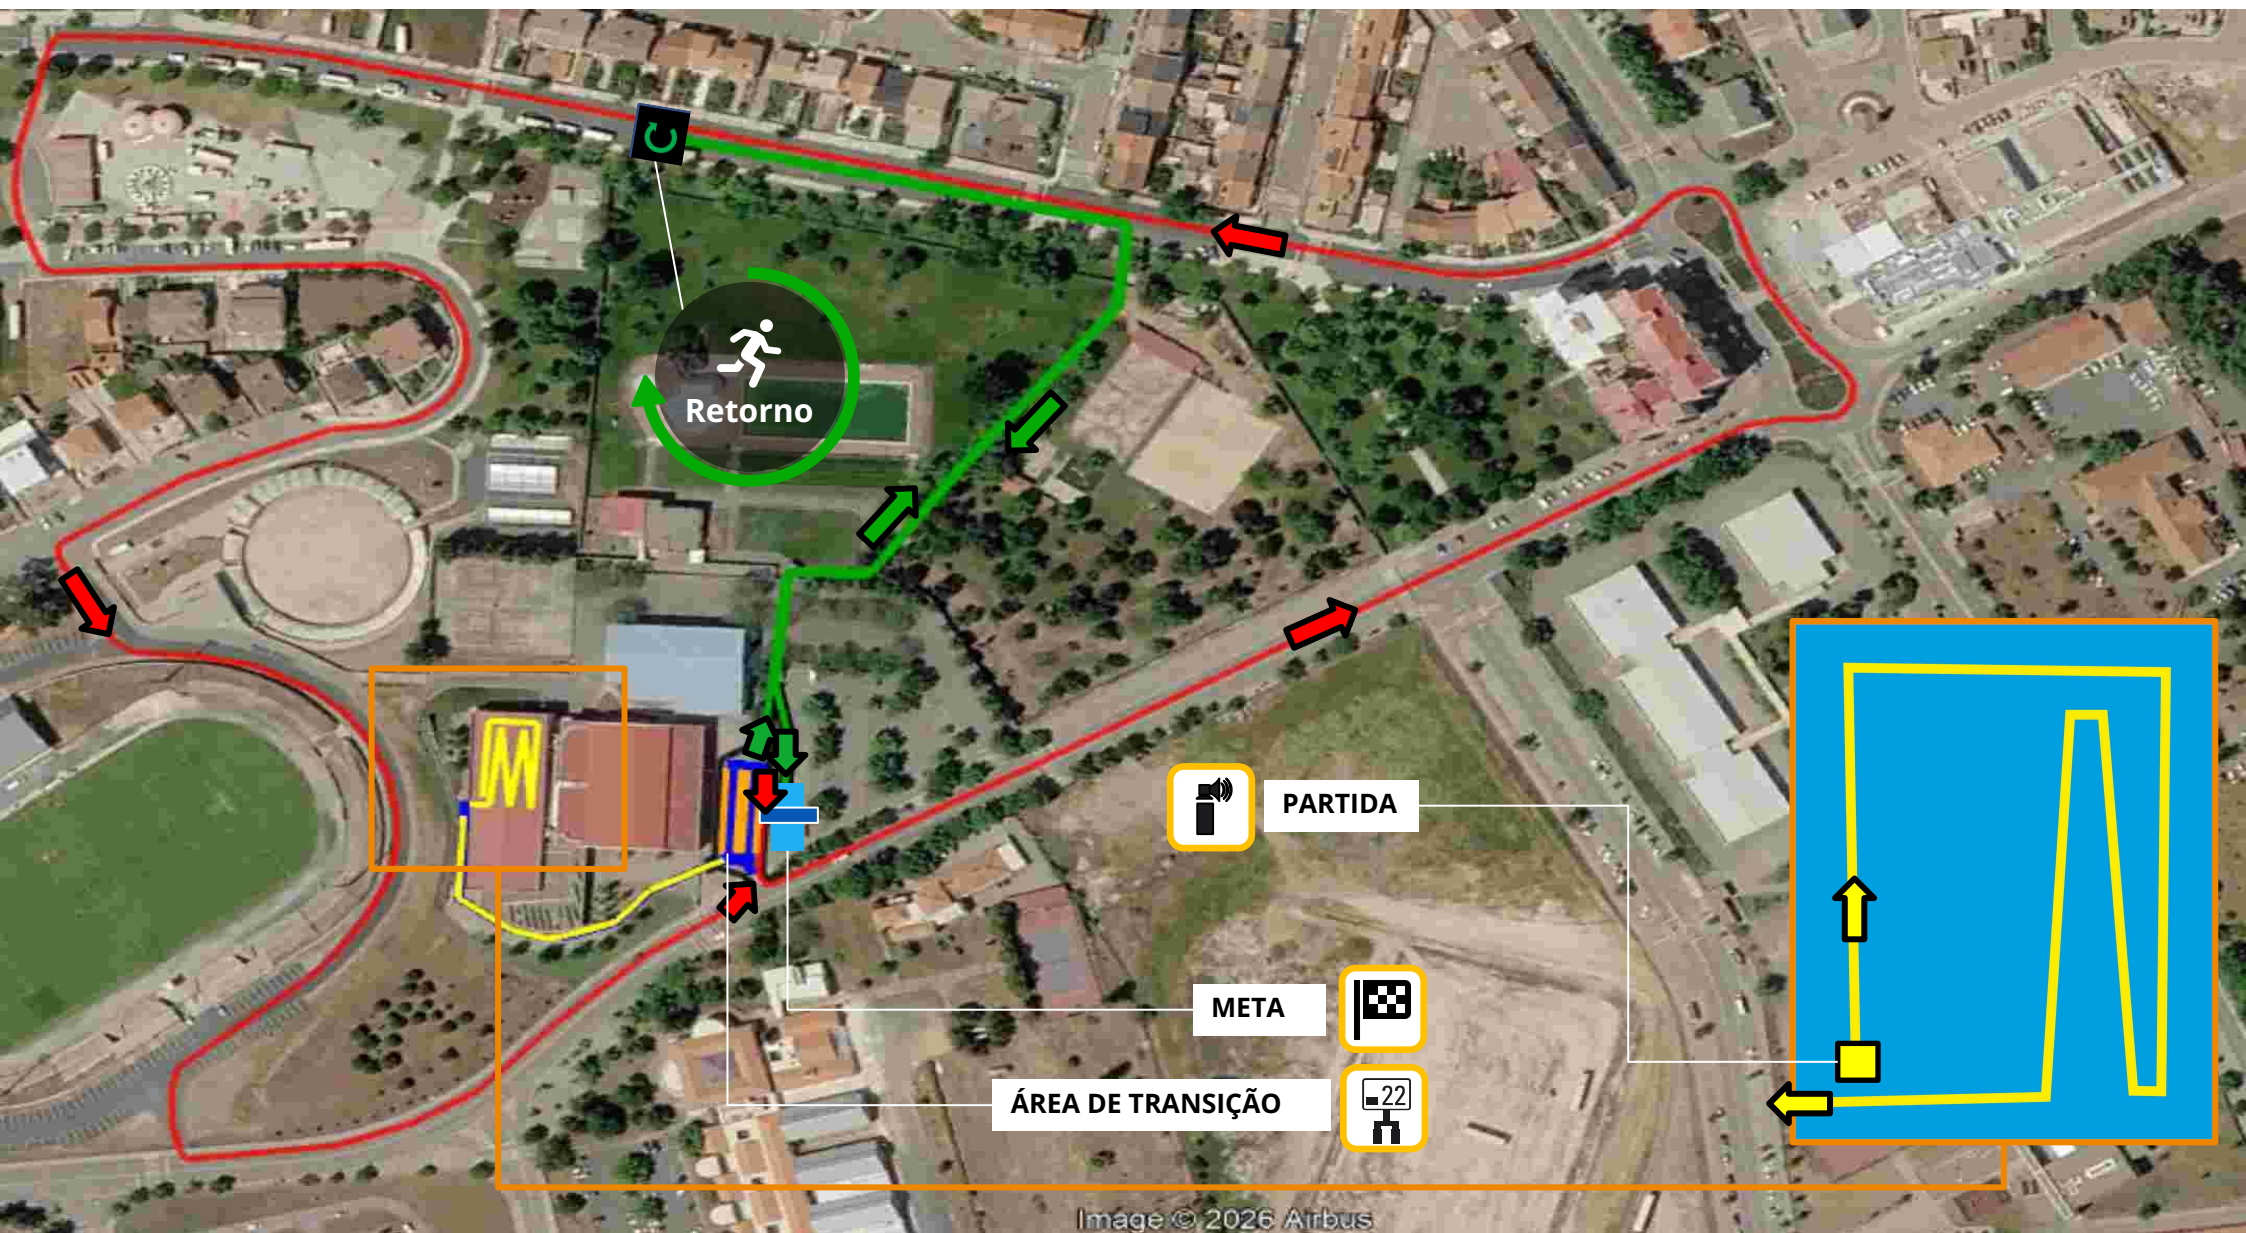 Retorno
PARTIDA
META
ÁREA DE TRANSIÇÃO
22
Image © 2026 Airbus